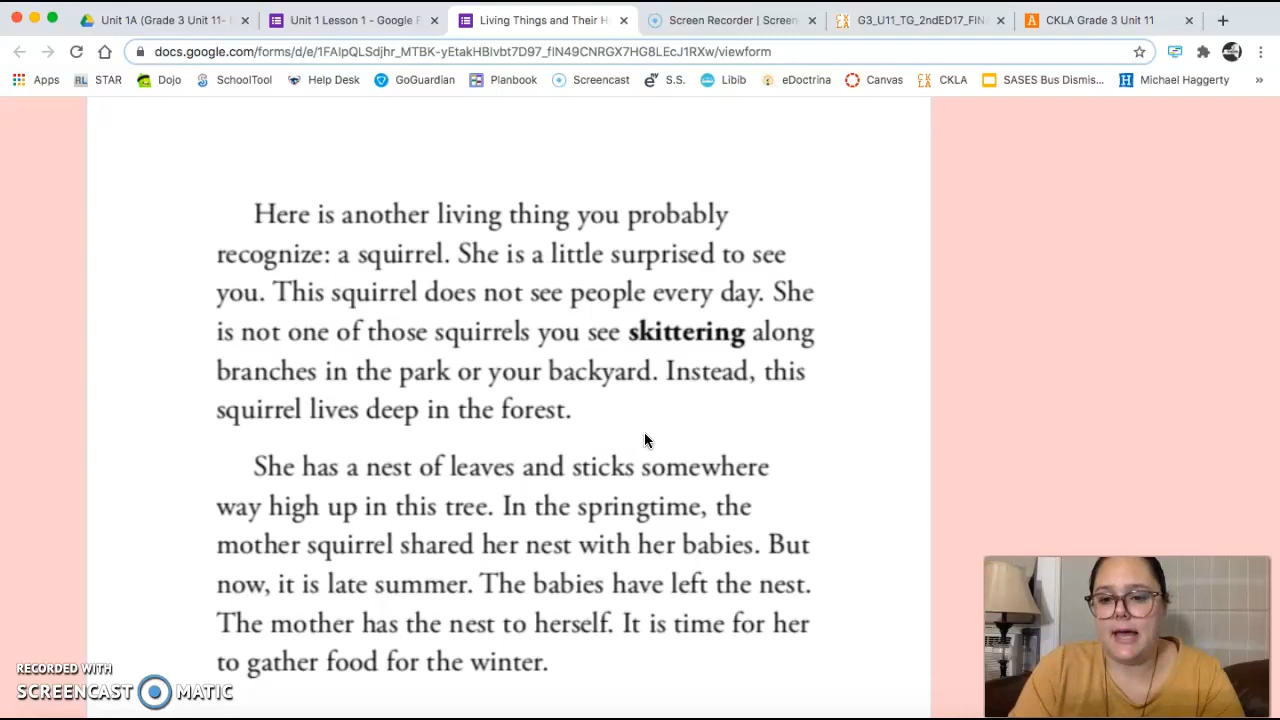 Unit 1A (Grade 3 Unit 11-
Unit 1 Lesson 1 - Google F
Living Things and Their H
Screen Recorder | Screen
G3_U11_TG_2ndED17_FIN
CKLA Grade 3 Unit 11
docs.google.com/forms/d/e/1FAIpQLSdjhr_MTBK-yEtakHBlvbt7D97_fIN49CNRGX7HG8LEcJ1RXw/viewform
Apps
STAR
Dojo
SchoolTool
Help Desk
GoGuardian
Planbook
Screencast
S.S.
Libib
eDoctrina
Canvas
CKLA
SASES Bus Dismis...
Michael Haggerty
Here is another living thing you probably
recognize: a squirrel. She is a little surprised to see
you. This squirrel does not see people every day. She
is not one of those squirrels you see skittering along
branches in the park or your backyard. Instead, this
squirrel lives deep in the forest.
She has a nest of leaves and sticks somewhere
way high up in this tree. In the springtime, the
mother squirrel shared her nest with her babies. But
now, it is late summer. The babies have left the nest.
The mother has the nest to herself. It is time for her
to gather food for the winter.
RECORDED WITH
SCREENCAST MATIC